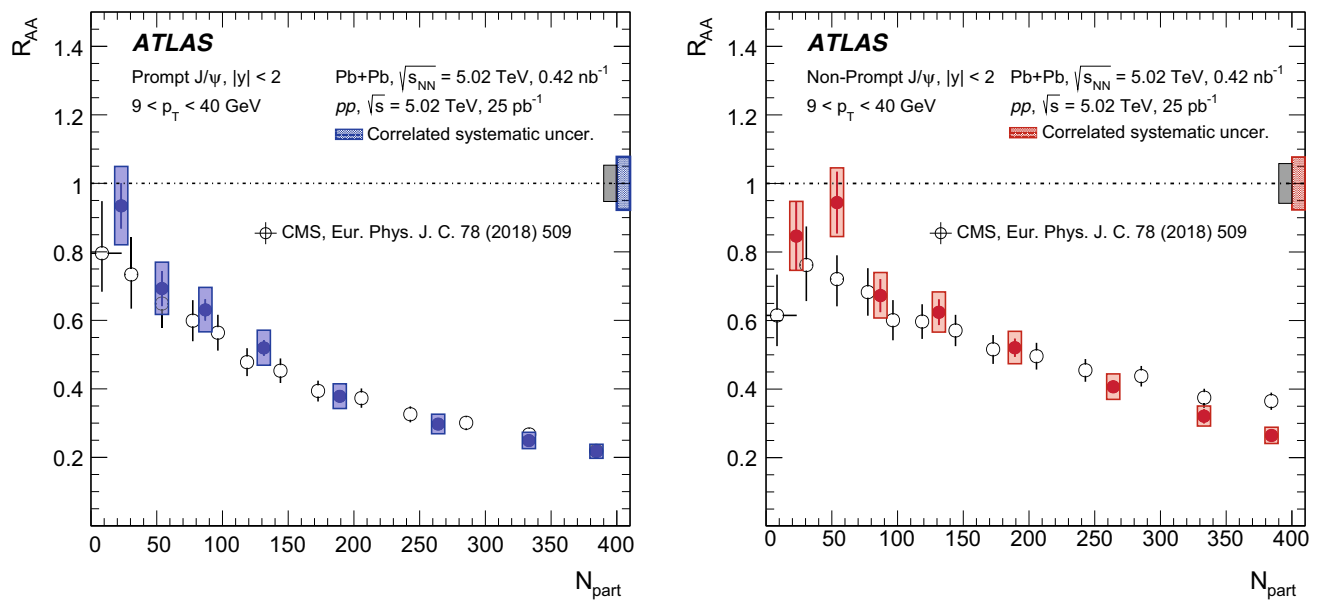 R_AA
1.4
1.2
1
0.8
0.6
0.4
0.2
ATLAS
Prompt J/ψ, |y| < 2
9 < p_T < 40 GeV
Pb+Pb, √s_NN = 5.02 TeV, 0.42 nb⁻¹
pp, √s = 5.02 TeV, 25 pb⁻¹
Correlated systematic uncer.
CMS, Eur. Phys. J. C. 78 (2018) 509
0 50 100 150 200 250 300 350 400
N_part
R_AA
1.4
1.2
1
0.8
0.6
0.4
0.2
ATLAS
Non-Prompt J/ψ, |y| < 2
9 < p_T < 40 GeV
Pb+Pb, √s_NN = 5.02 TeV, 0.42 nb⁻¹
pp, √s = 5.02 TeV, 25 pb⁻¹
Correlated systematic uncer.
CMS, Eur. Phys. J. C. 78 (2018) 509
0 50 100 150 200 250 300 350 400
N_part